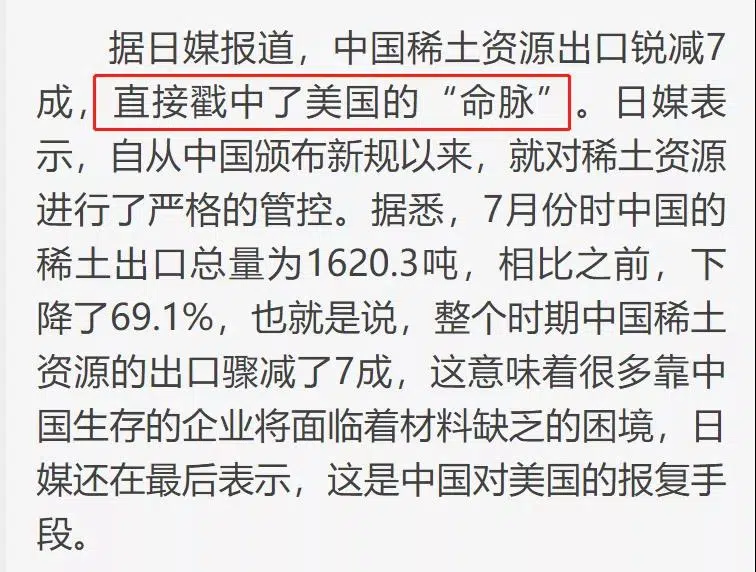 据日媒报道，中国稀土资源出口锐减7
成，直接戳中了美国的“命脉”。日媒表
示，自从中国颁布新规以来，就对稀土资源
进行了严格的管控。据悉，7月份时中国的
稀土出口总量为1620.3吨，相比之前，下
降了69.1%，也就是说，整个时期中国稀土
资源的出口骤减了7成，这意味着很多靠中
国生存的企业将面临着材料缺乏的困境，日
媒还在最后表示，这是中国对美国的报复手
段。